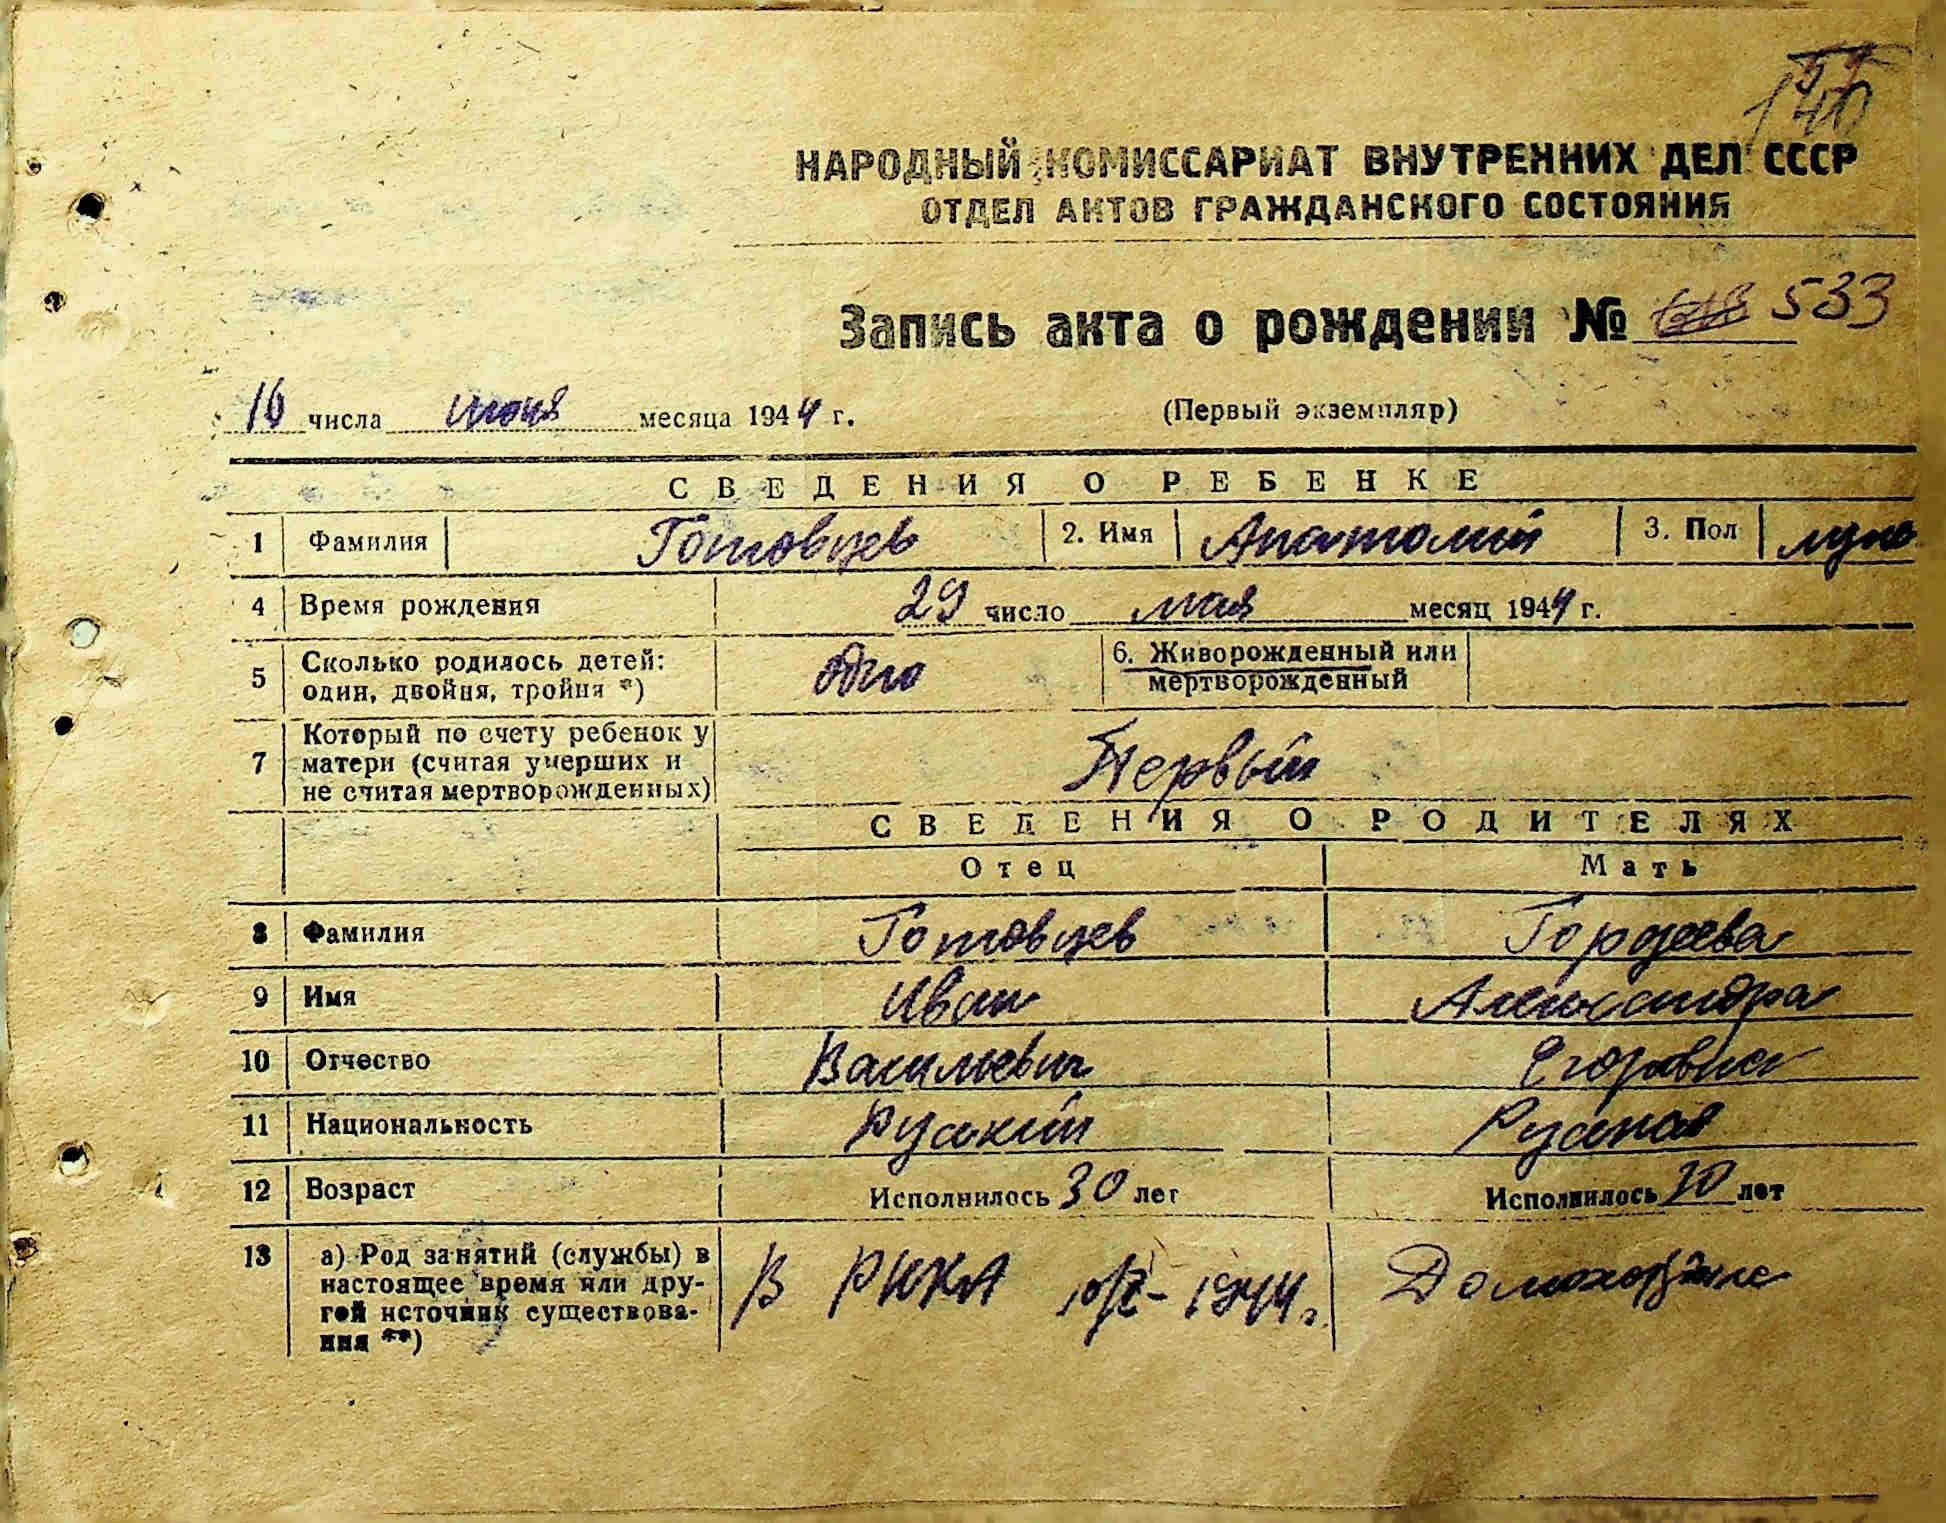 140
НАРОДНЫЙ КОМИССАРИАТ ВНУТРЕННИХ ДЕЛ СССР
ОТДЕЛ АКТОВ ГРАЖДАНСКОГО СОСТОЯНИЯ
Запись акта о рождении № 533
16 числа июня месяца 1944 г. (Первый экземпляр)
СВЕДЕНИЯ О РЕБЕНКЕ
1 Фамилия Готовцев 2. Имя Анатолий 3. Пол муж
4 Время рождения 29 число мая месяц 1944 г.
5 Сколько родилось детей: один, двойня, тройня *) одно 6. Живорожденный или мертворожденный
7 Который по счету ребенок у матери (считая умерших и не считая мертворожденных) Первый
СВЕДЕНИЯ О РОДИТЕЛЯХ
Отец Мать
8 Фамилия Готовцев Гордеева
9 Имя Иван Александра
10 Отчество Васильевич Егоровна
11 Национальность Русский Русская
12 Возраст Исполнилось 30 лет Исполнилось 20 лет
13 а) Род занятий (службы) в настоящее время или другой источник существования **) В РККА 1944 г. Домохозяйка